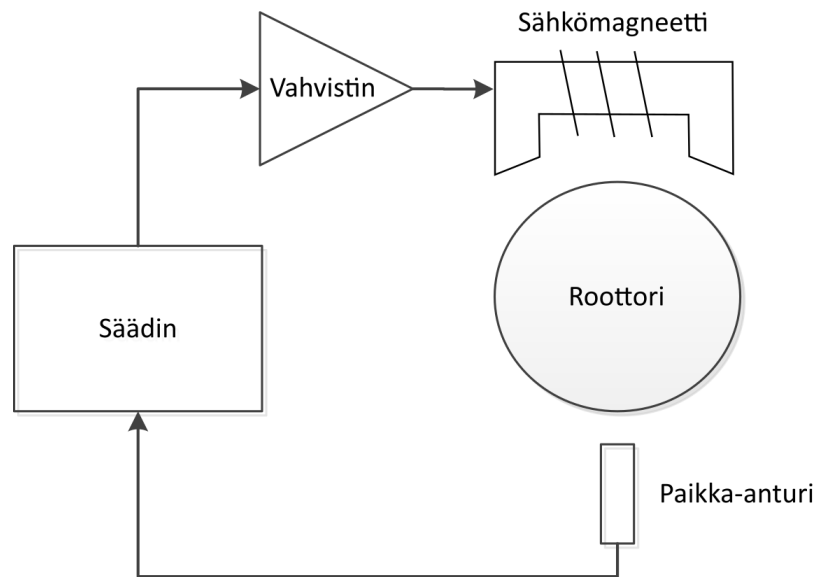 Sähkömagneetti
Vahvistin
Säädin
Roottori
Paikka-anturi